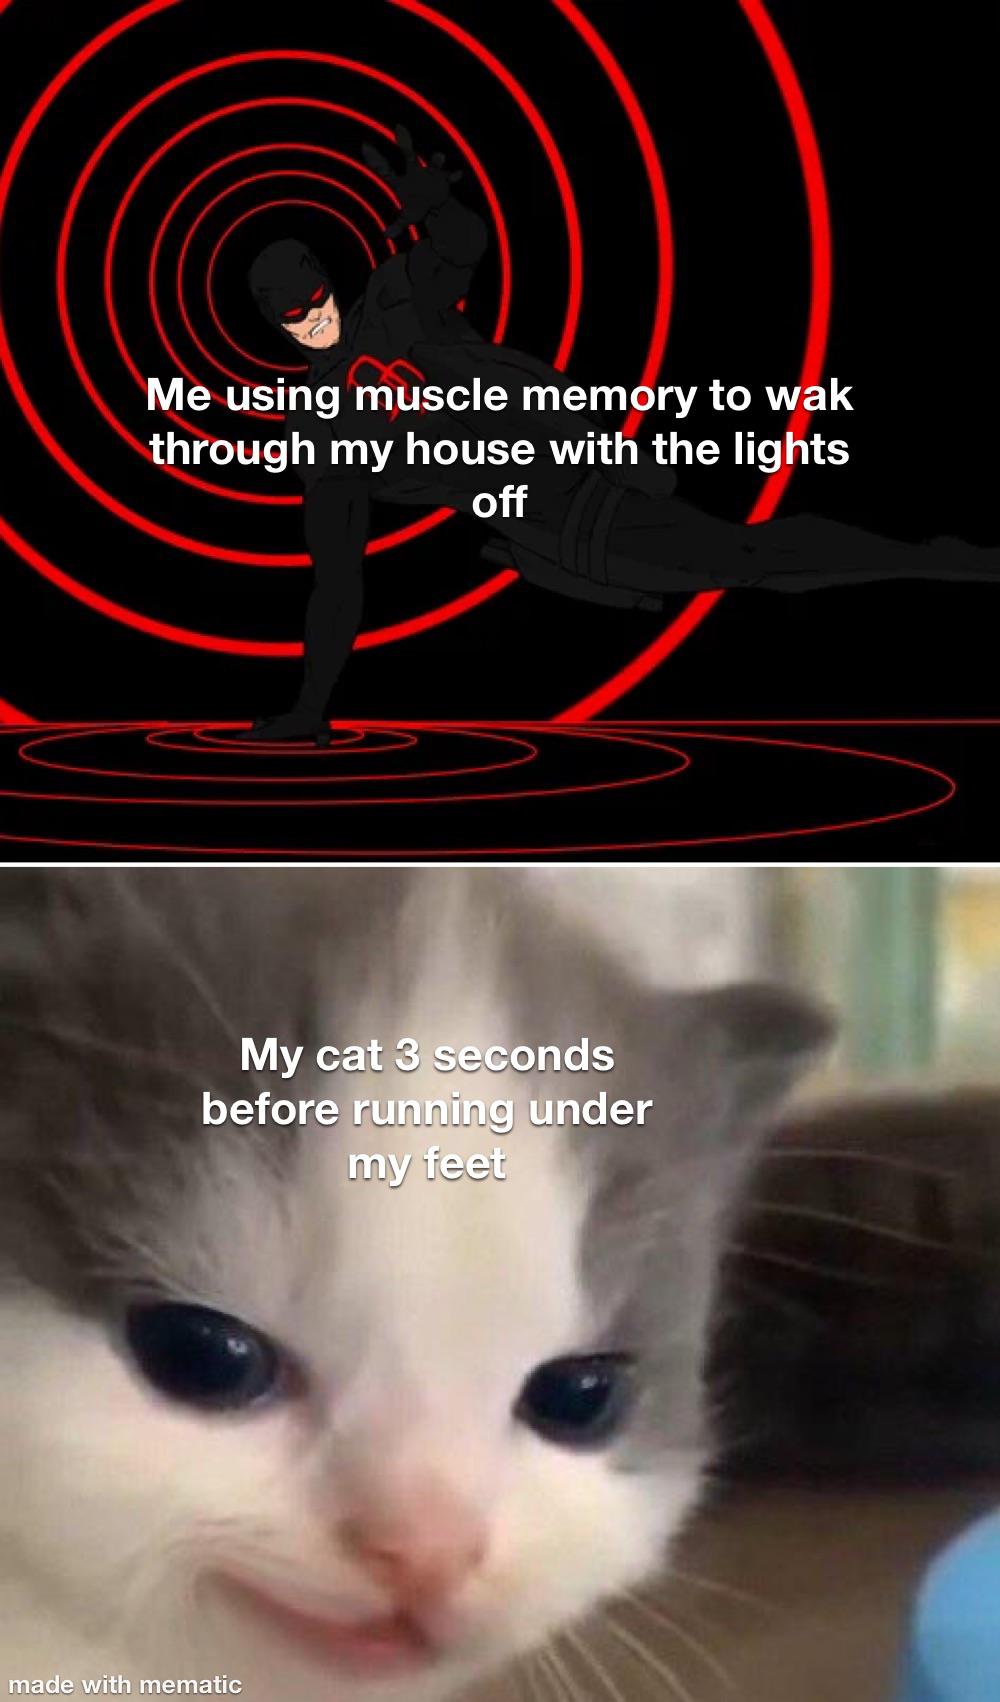 Me using muscle memory to wak
through my house with the lights
off
My cat 3 seconds
before running under
my feet
made with mematic